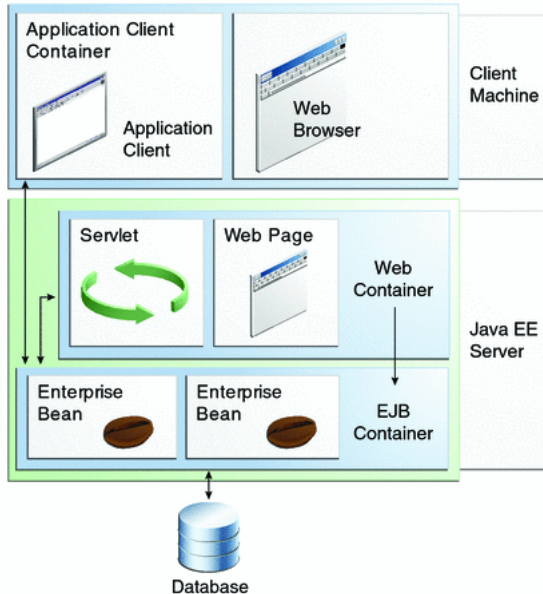 Application Client
Container
Application
Client
Web
Browser
Client
Machine
Servlet
Web Page
Web
Container
Java EE
Server
Enterprise
Bean
Enterprise
Bean
EJB
Container
Database